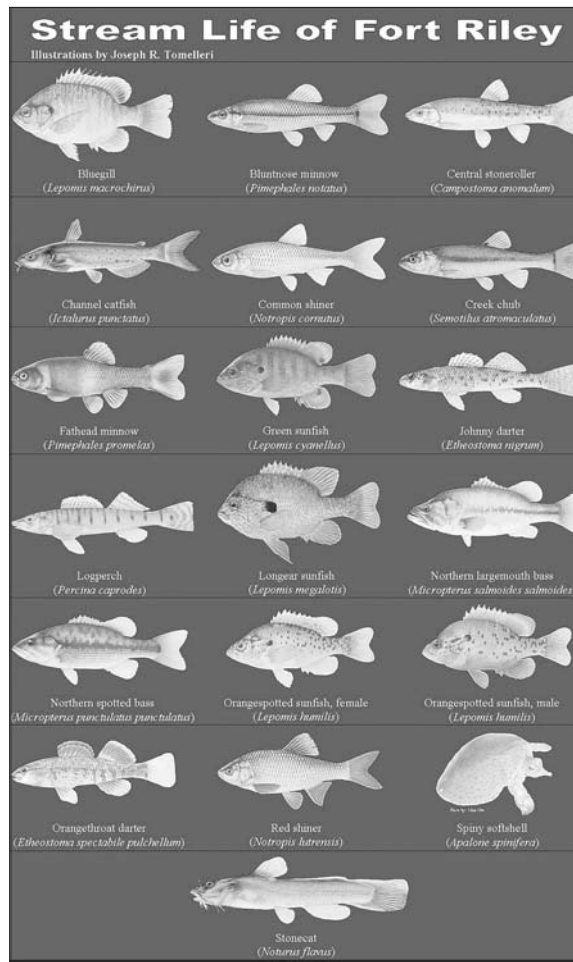 Stream Life of Fort Riley
Illustrations by Joseph R. Tomelleri
Bluegill
(Lepomis macrochirus)
Bluntnose minnow
(Pimephales notatus)
Central stoneroller
(Campostoma anomalum)
Channel catfish
(Ictalurus punctatus)
Common shiner
(Notropis cornutus)
Creek chub
(Semotilus atromaculatus)
Fathead minnow
(Pimephales promelas)
Green sunfish
(Lepomis cyanellus)
Johnny darter
(Etheostoma nigrum)
Logperch
(Percina caprodes)
Longear sunfish
(Lepomis megalotis)
Northern largemouth bass
(Micropterus salmoides salmoides)
Northern spotted bass
(Micropterus punctulatus punctulatus)
Orangespotted sunfish, female
(Lepomis humilis)
Orangespotted sunfish, male
(Lepomis humilis)
Orangethroat darter
(Etheostoma spectabile pulchellum)
Red shiner
(Notropis lutrensis)
Spiny softshell
(Apalone spinifera)
Stonecat
(Noturus flavus)